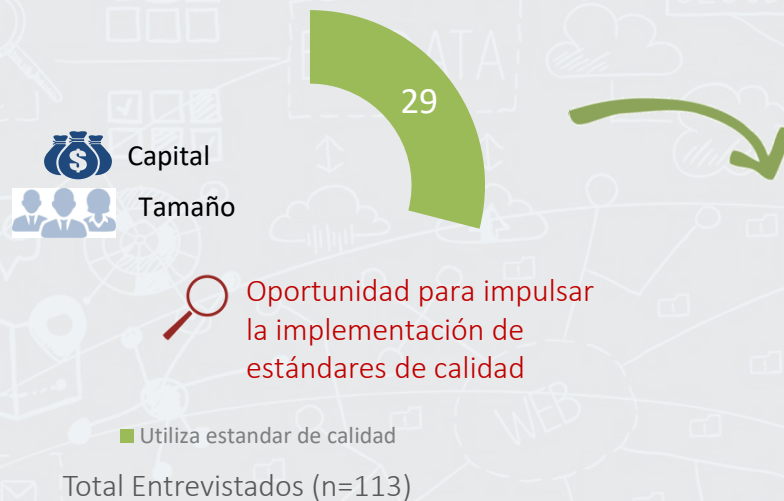 29
$
Capital
Tamaño
Oportunidad para impulsar
la implementación de
estándares de calidad
Utiliza estandar de calidad
WEB
Total Entrevistados (n=113)